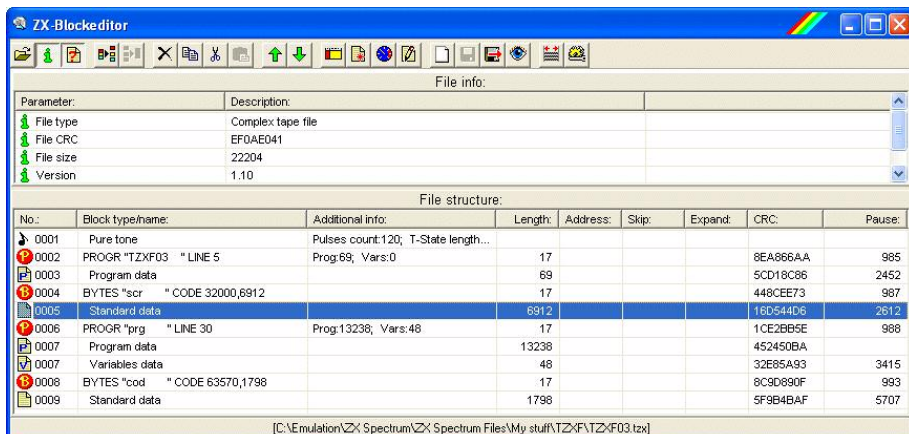 ZX-Blockeditor
File info:
Parameter: Description:
File type Complex tape file
File CRC EF0AE041
File size 22204
Version 1.10
File structure:
No.: Block type/name: Additional info: Length: Address: Skip: Expand: CRC: Pause:
0001 Pure tone Pulses count:120; T-State length...
0002 PROGR "TZXF03 " LINE 5 Prog:69; Vars:0 17 8EA866AA 985
0003 Program data 69 5CD18C86 2452
0004 BYTES "scr " CODE 32000,6912 17 448CEE73 987
0005 Standard data 6912 16D544D6 2612
0006 PROGR "prg " LINE 30 Prog:13238; Vars:48 17 1CE2BB5E 988
0007 Program data 13238 452450BA
0007 Variables data 48 32E85A93 3415
0008 BYTES "cod " CODE 63570,1798 17 8C9D890F 993
0009 Standard data 1798 5F9B4BAF 5707
[C:\Emulation\ZX Spectrum\ZX Spectrum Files\My stuff\TZXF\TZXF03.tzx]